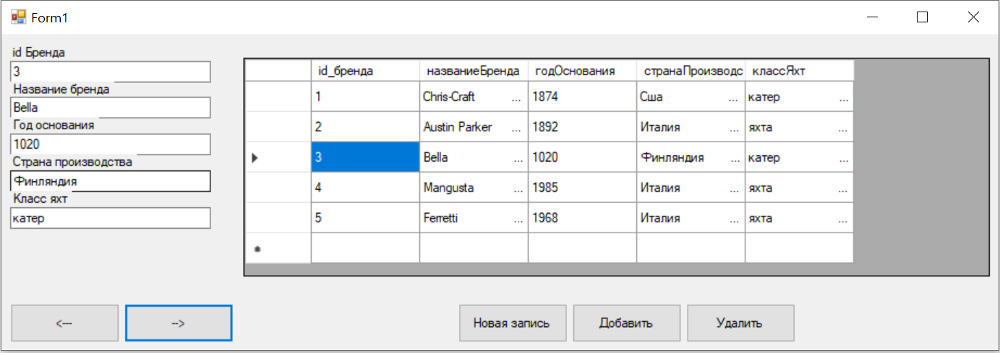 Form1
id Бренда
3
Название бренда
Bella
Год основания
1020
Страна производства
Финляндия
Класс яхт
катер
id_бренда названиеБренда годОснования странаПроизводс классЯхт
1 Chris-Craft ... 1874 Сша ... катер ...
2 Austin Parker ... 1892 Италия ... яхта ...
3 Bella ... 1020 Финляндия ... катер ...
4 Mangusta ... 1985 Италия ... яхта ...
5 Ferretti ... 1968 Италия ... яхта ...
<--- --> Новая запись Добавить Удалить